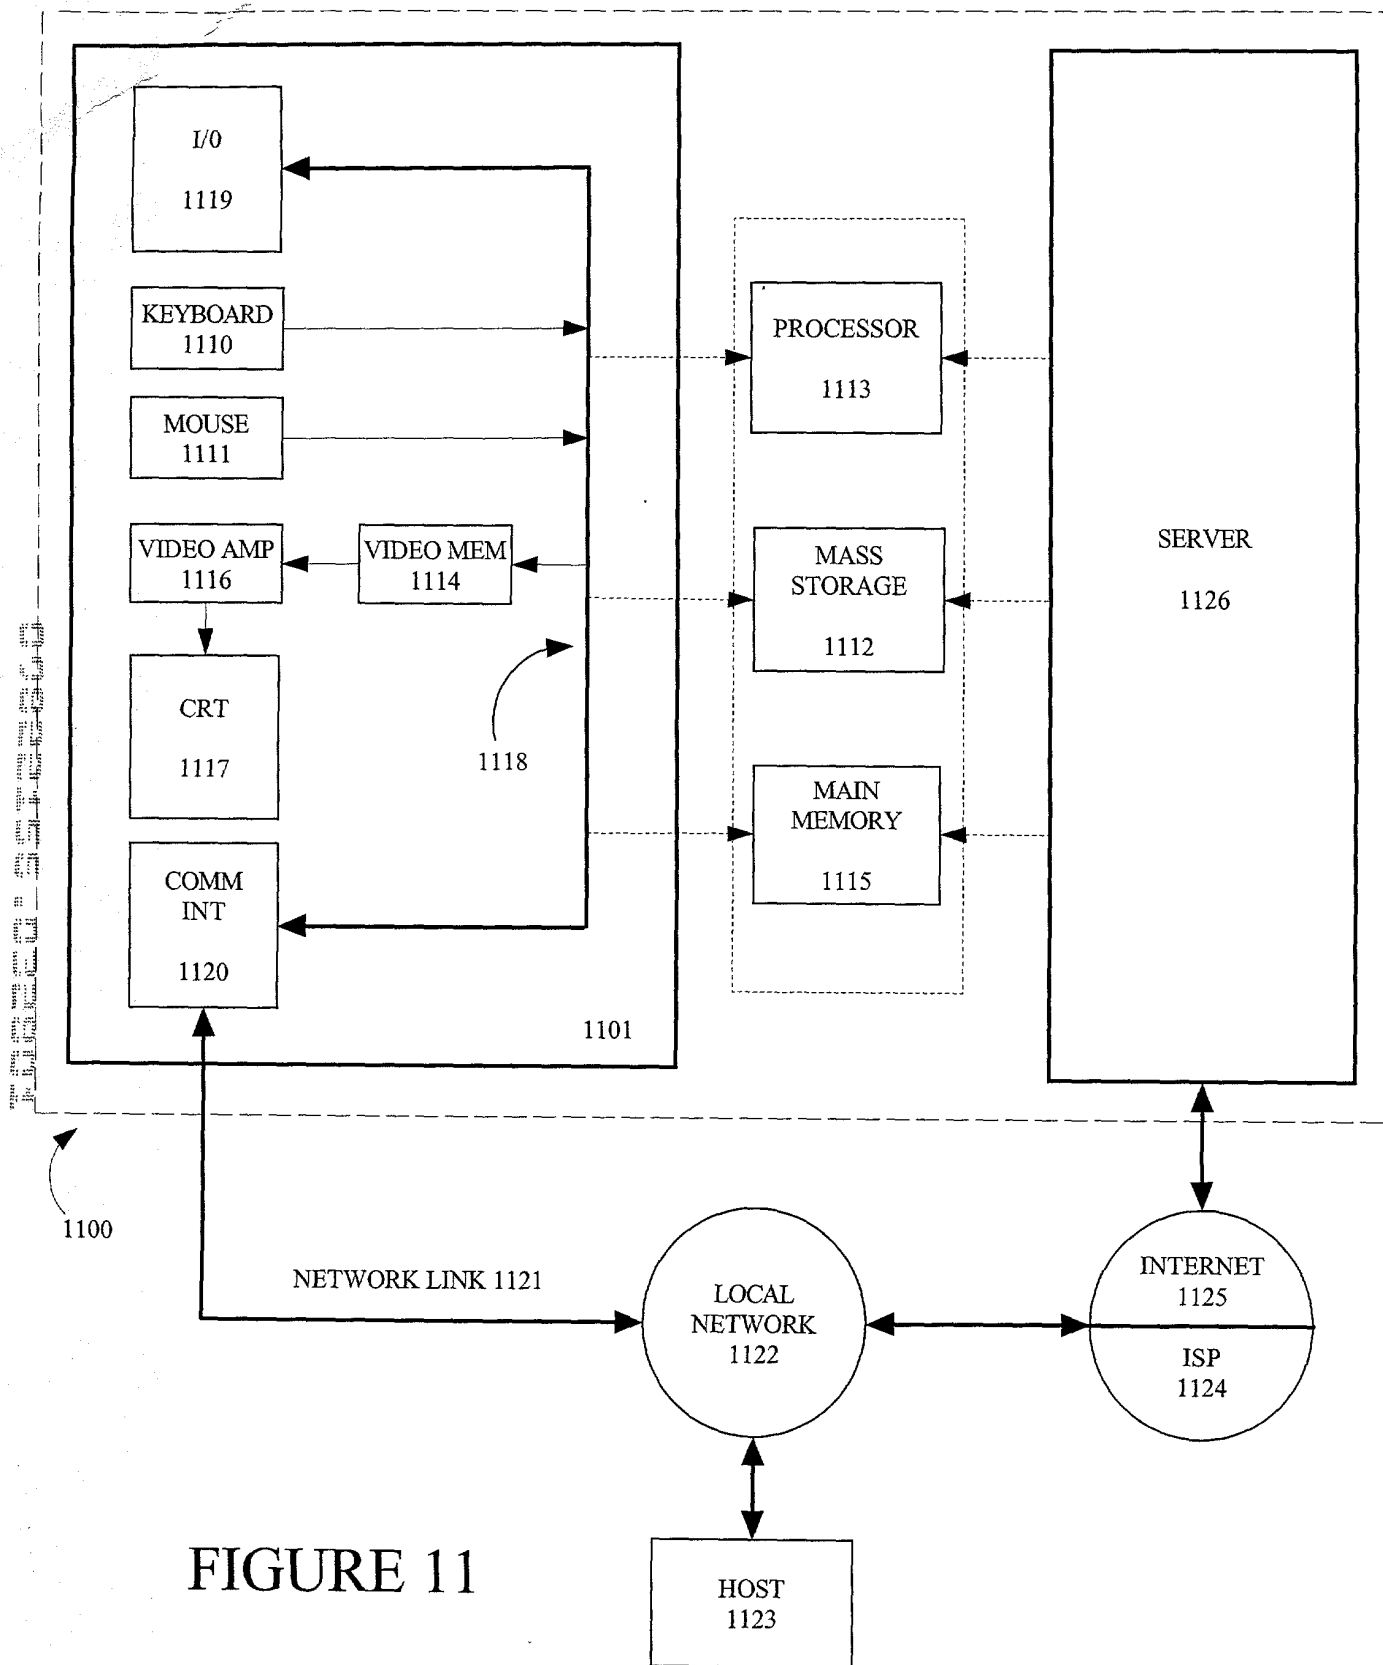 I/0
1119
KEYBOARD
1110
MOUSE
1111
VIDEO AMP
1116
VIDEO MEM
1114
CRT
1117
1118
COMM
INT
1120
1101
PROCESSOR
1113
MASS
STORAGE
1112
MAIN
MEMORY
1115
SERVER
1126
1100
NETWORK LINK 1121
LOCAL
NETWORK
1122
INTERNET
1125
ISP
1124
HOST
1123
FIGURE 11